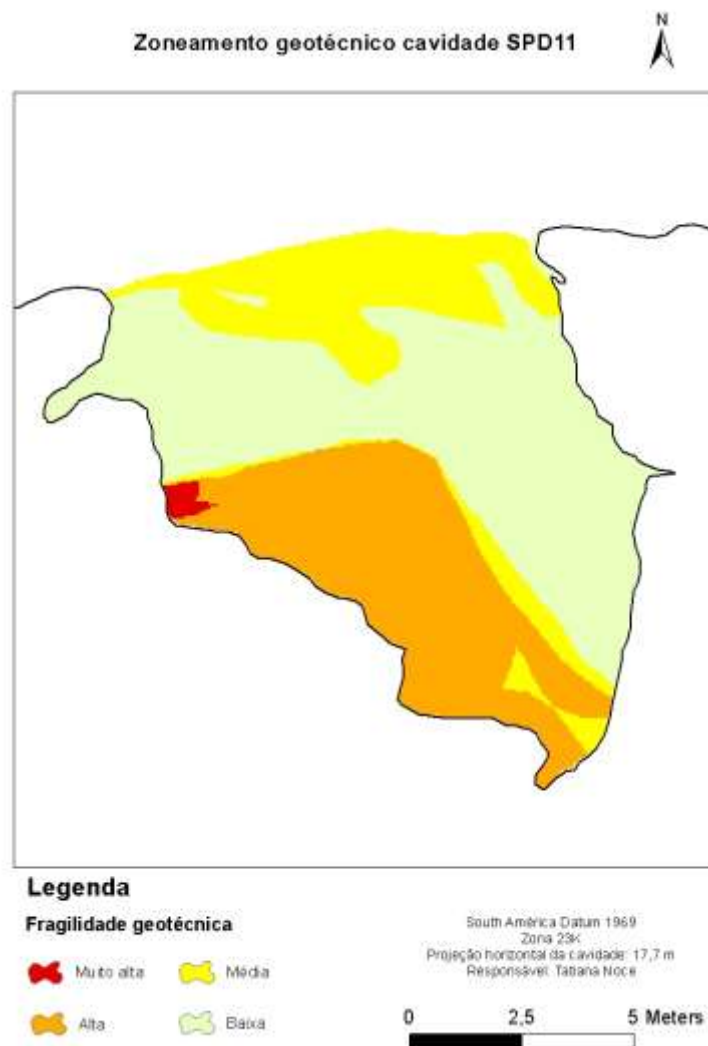 N
Zoneamento geotécnico cavidade SPD11
Legenda
Fragilidade geotécnica
Muito alta
Média
Alta
Baixa
South América Datum 1969
Zona 23K
Projeção horizontal da cavidade: 17,7 m
Responsável: Tatiana Noce
0 2,5 5 Meters